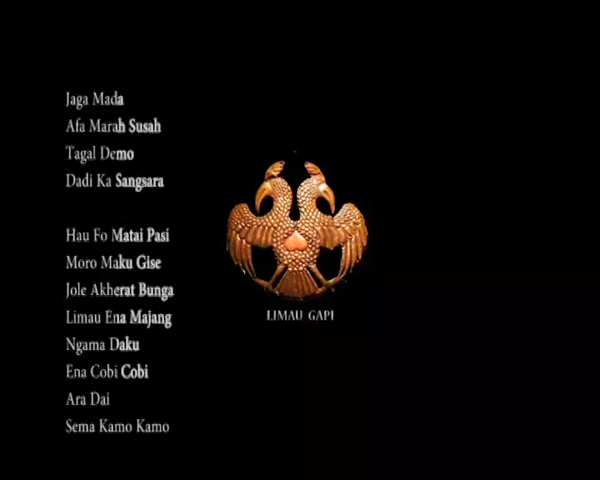 Jaga Mada
Afa Marah Susah
Tagal Demo
Dadi Ka Sangsara
Hau Fo Matai Pasi
Moro Maku Gise
Jole Akherat Bunga
Limau Ena Majang
Ngama Daku
Ena Cobi Cobi
Ara Dai
Sema Kamo Kamo
LIMAU GAPI